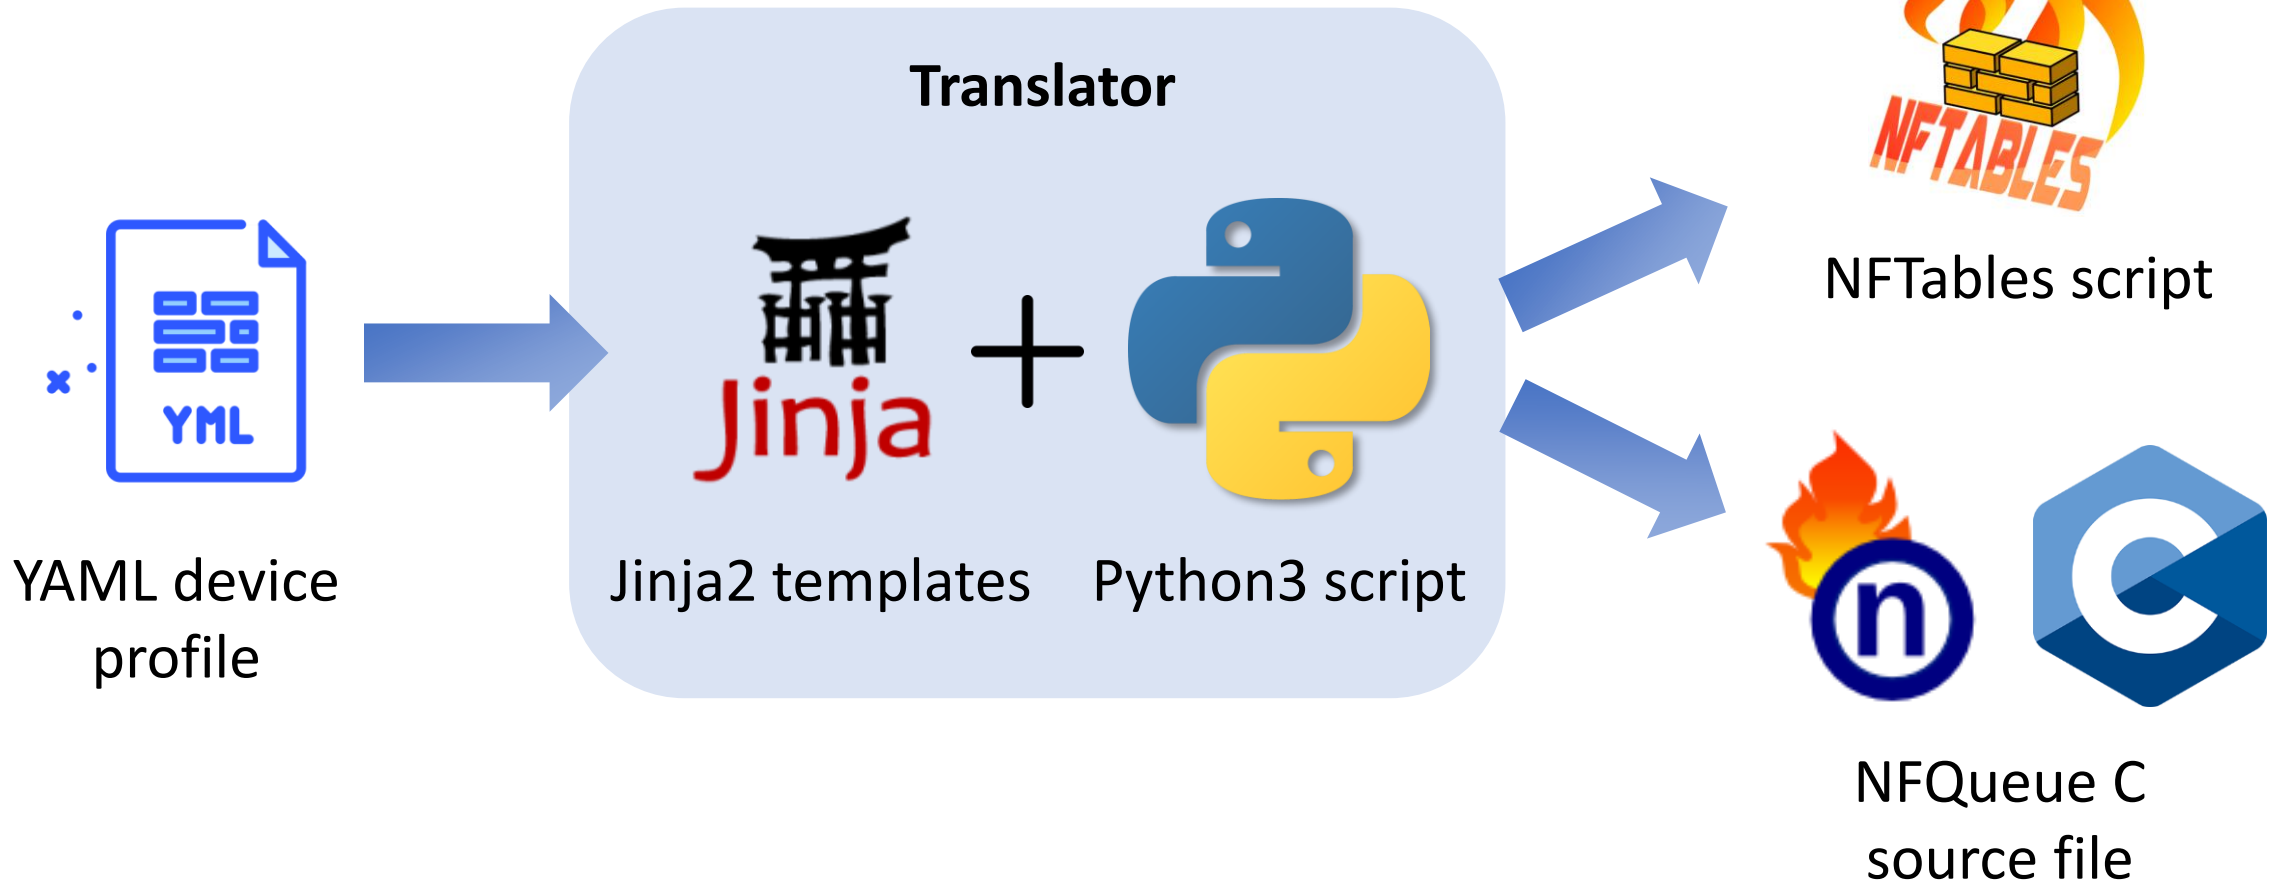 Translator
NFTABLES
NFTables script
YML
YAML device
profile
Jinja
Jinja2 templates
Python3 script
n
C
NFQueue C
source file